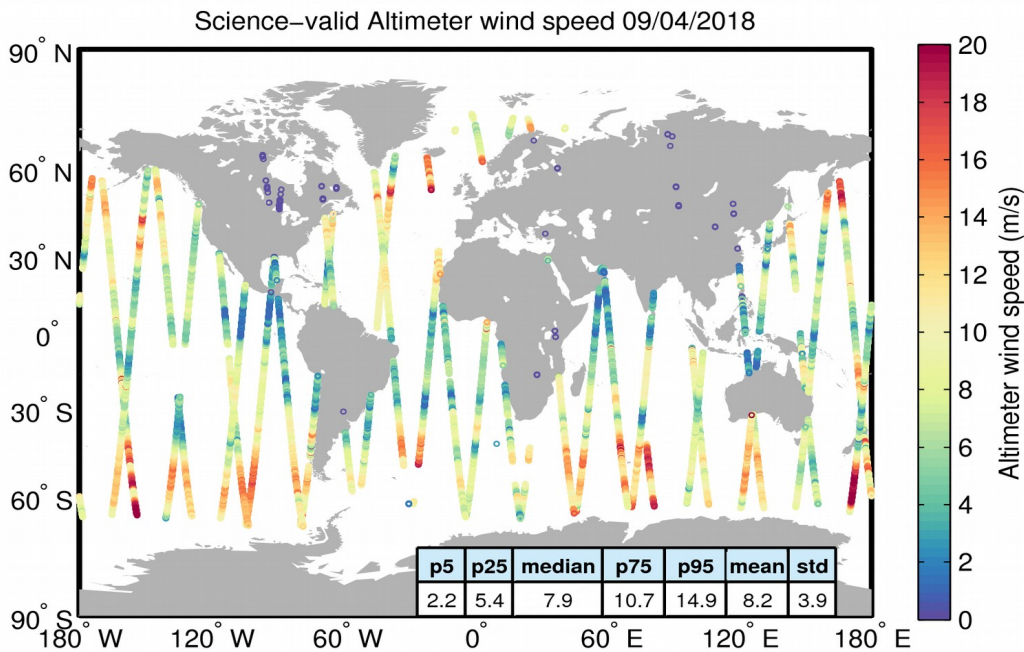 Science−valid Altimeter wind speed 09/04/2018
90° N
60° N
30° N
0°
30° S
60° S
90° S
180° W
120° W
60° W
0°
60° E
120° E
180° E
p5 p25 median p75 p95 mean std
2.2 5.4 7.9 10.7 14.9 8.2 3.9
20
18
16
14
12
10
8
6
4
2
0
Altimeter wind speed (m/s)